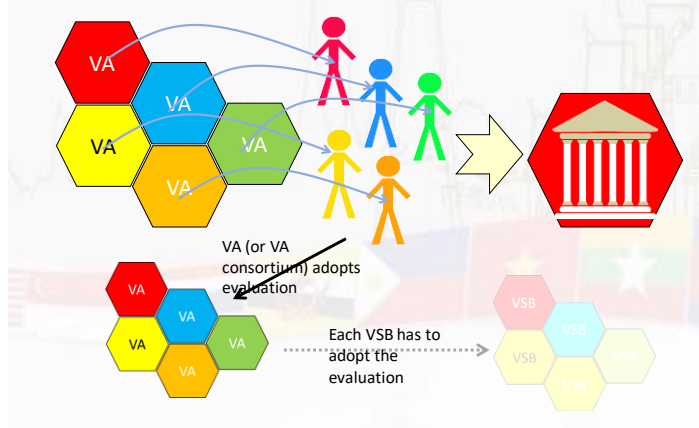 VA
VA
VA
VA
VA
VA (or VA
consortium) adopts
evaluation
VA
VA
VA
VA
VA
Each VSB has to
adopt the
evaluation
VSB
VSB
VSB
VSB
VSB